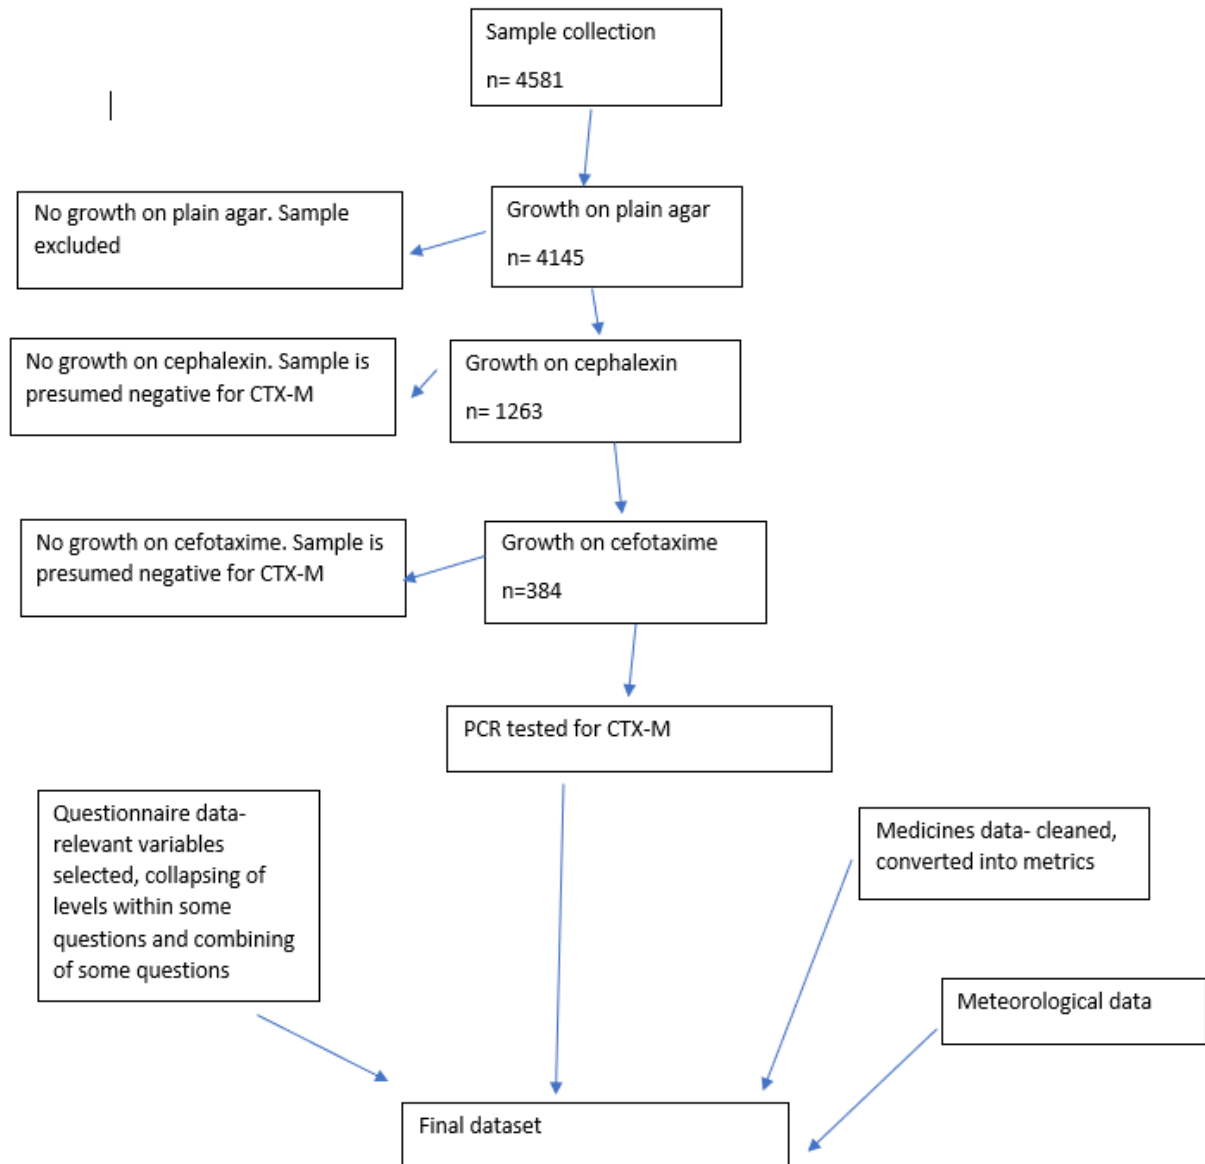 Sample collection
n= 4581
No growth on plain agar. Sample
excluded
Growth on plain agar
n= 4145
No growth on cephalexin. Sample is
presumed negative for CTX-M
Growth on cephalexin
n= 1263
No growth on cefotaxime. Sample is
presumed negative for CTX-M
Growth on cefotaxime
n=384
PCR tested for CTX-M
Questionnaire data-
relevant variables
selected, collapsing of
levels within some
questions and combining
of some questions
Medicines data- cleaned,
converted into metrics
Meteorological data
Final dataset